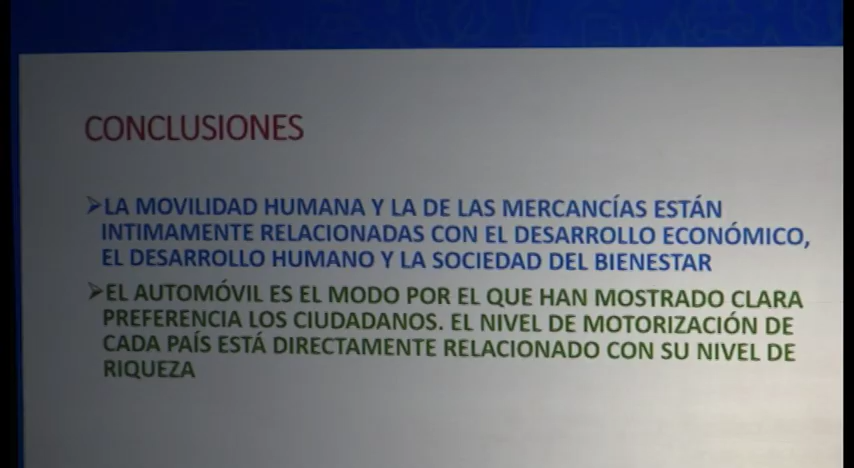 CONCLUSIONES
➤LA MOVILIDAD HUMANA Y LA DE LAS MERCANCÍAS ESTÁN
INTIMAMENTE RELACIONADAS CON EL DESARROLLO ECONÓMICO,
EL DESARROLLO HUMANO Y LA SOCIEDAD DEL BIENESTAR
➤EL AUTOMÓVIL ES EL MODO POR EL QUE HAN MOSTRADO CLARA
PREFERENCIA LOS CIUDADANOS. EL NIVEL DE MOTORIZACIÓN DE
CADA PAÍS ESTÁ DIRECTAMENTE RELACIONADO CON SU NIVEL DE
RIQUEZA